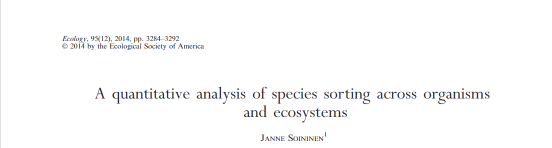 Ecology, 95(12), 2014, pp. 3284–3292
© 2014 by the Ecological Society of America
A quantitative analysis of species sorting across organisms
and ecosystems
JANNE SOININEN1